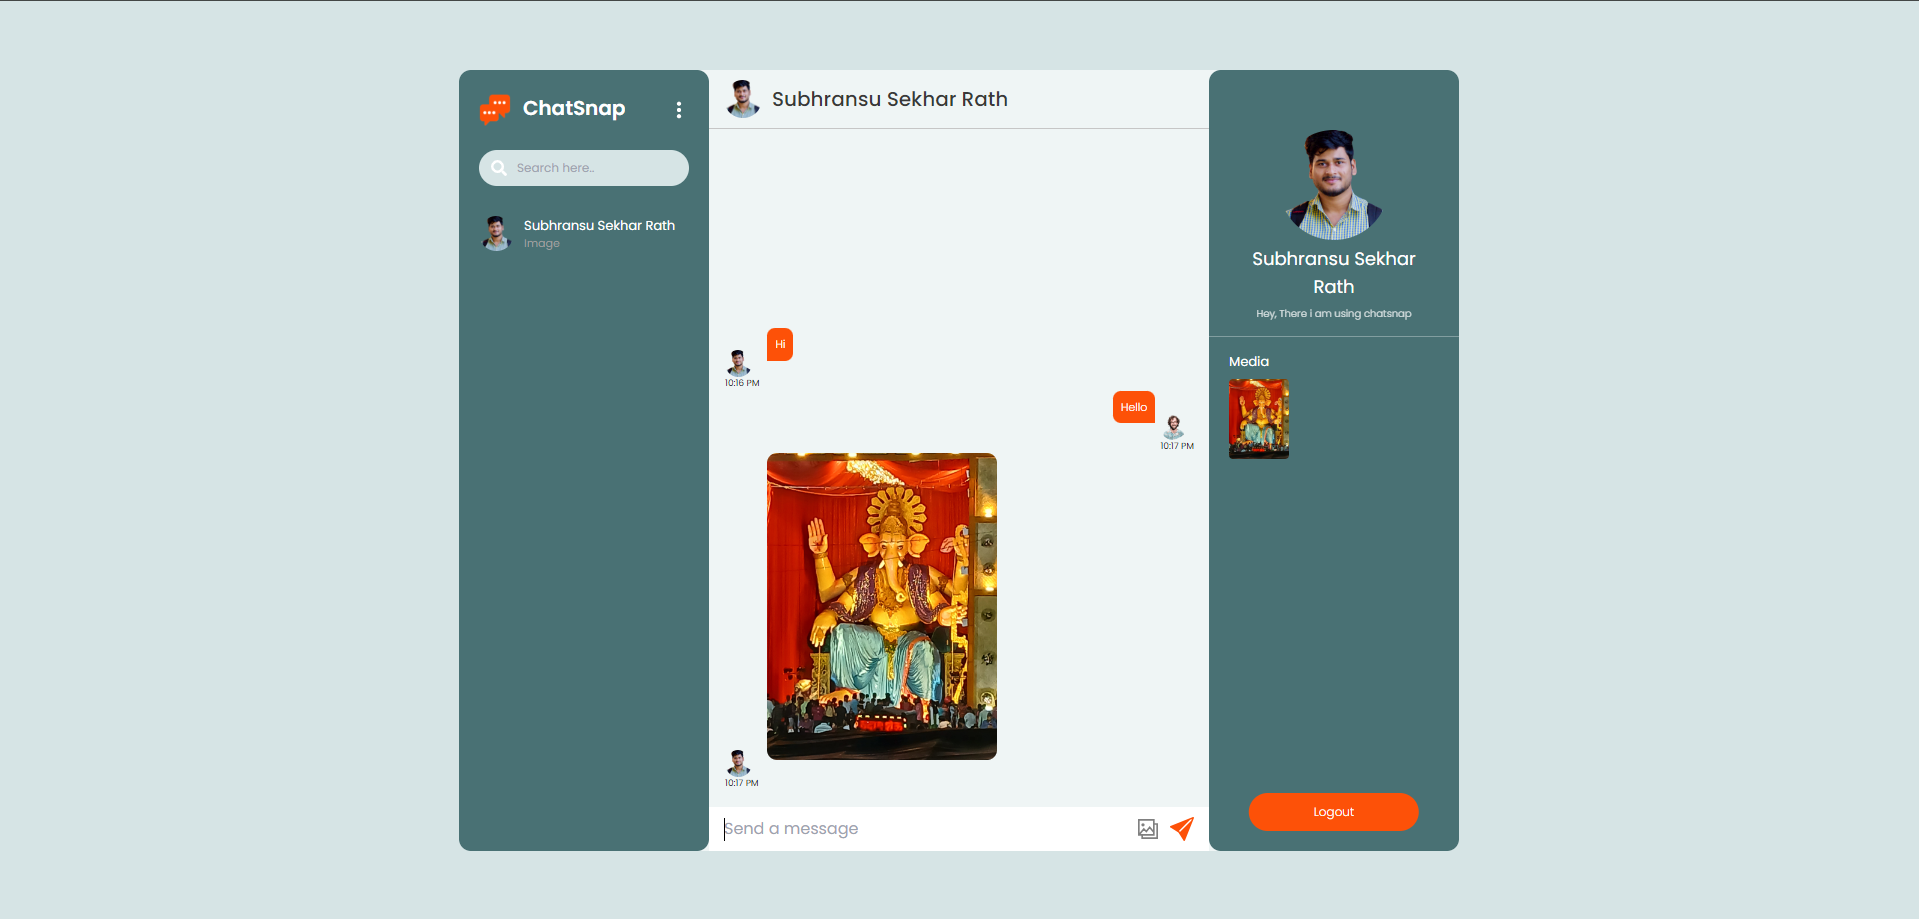 ChatSnap
Search here..
Subhransu Sekhar Rath
Image
Subhransu Sekhar Rath
Hi
10:16 PM
Hello
10:17 PM
10:17 PM
Send a message
Subhransu Sekhar
Rath
Hey, There i am using chatsnap
Media
Logout